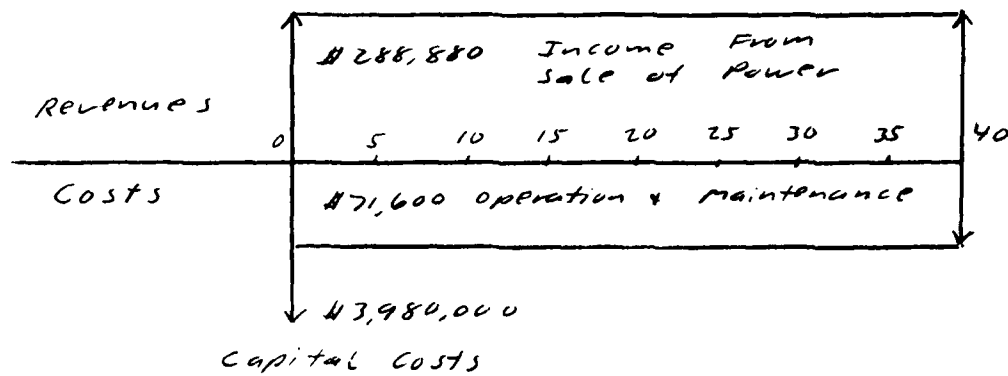 $288,880 Income From
Sale of Power
Revenues
0 5 10 15 20 25 30 35 40
Costs
$71,600 Operation & Maintenance
$3,980,000
Capital Costs